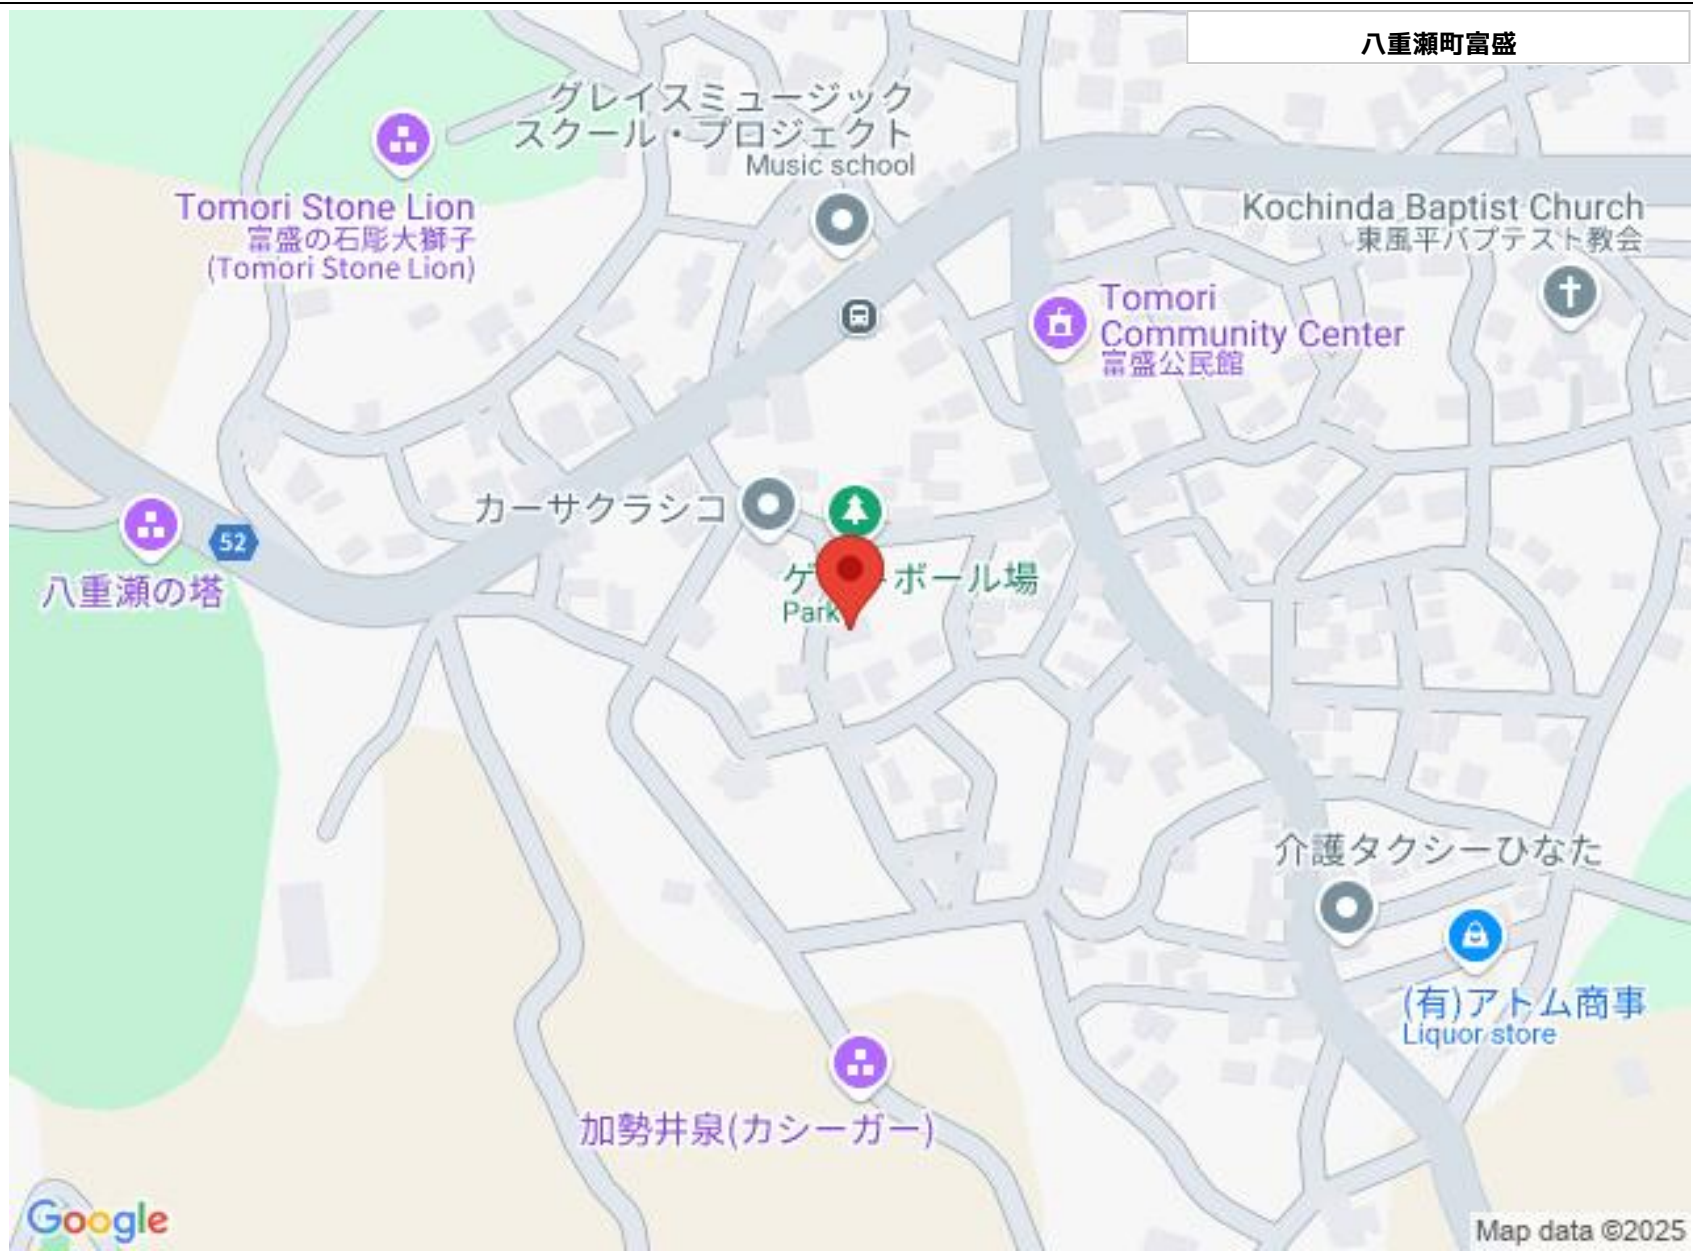 八重瀬町富盛
グレイスミュージック
スクール・プロジェクト
Music school
Tomori Stone Lion
富盛の石彫大獅子
(Tomori Stone Lion)
Kochinda Baptist Church
東風平バプテスト教会
Tomori
Community Center
富盛公民館
カーサクラシコ
52
八重瀬の塔
ゲ
ボール場
Park
介護タクシーひなた
(有)アトム商事
Liquor store
加勢井泉(カシーガー)
Google
Map data ©2025